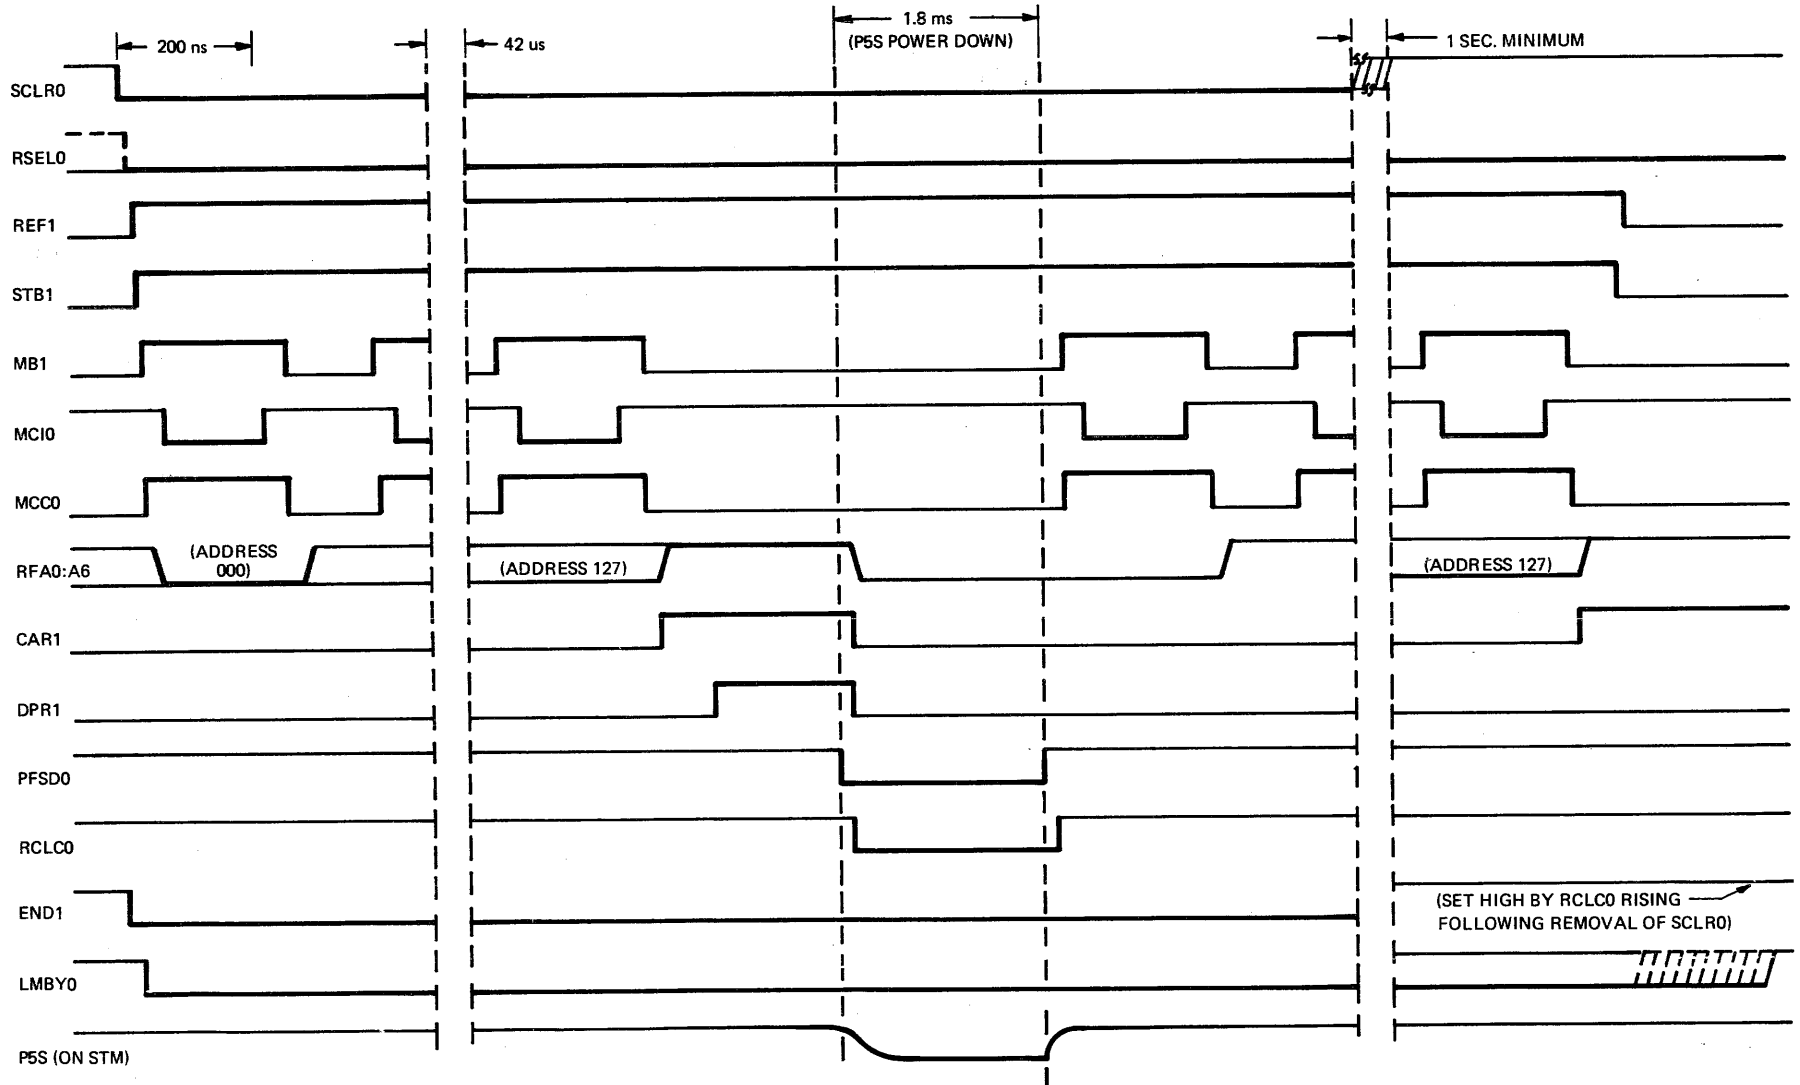 200 ns
42 us
1.8 ms
(P5S POWER DOWN)
1 SEC. MINIMUM
SCLR0
RSEL0
REF1
STB1
MB1
MCI0
MCC0
RFA0:A6
(ADDRESS
000)
(ADDRESS 127)
(ADDRESS 127)
CAR1
DPR1
PFSD0
RCLC0
END1
(SET HIGH BY RCLC0 RISING
FOLLOWING REMOVAL OF SCLR0)
LMBY0
P5S (ON STM)